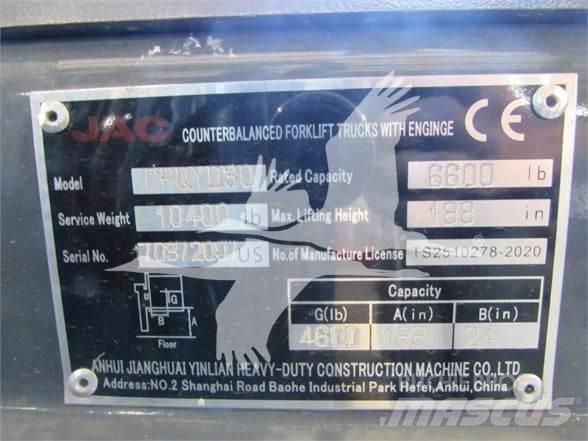 JAC COUNTERBALANCED FORKLIFT TRUCKS WITH ENGINGE CE
Model Rated Capacity 6600 lb
Service Weight 10400 lb Max. Lifting Height 188 in
Serial No. US No.of Manufacture License
Capacity
G(lb) A(in) B(in)
4600 188 24
G
B A
Floor
ANHUI JIANGHUAI YINLIAN HEAVY-DUTY CONSTRUCTION MACHINE CO.,LTD
Address:NO.2 Shanghai Road Baohe Industrial Park Hefei,Anhui,China
MASCUS